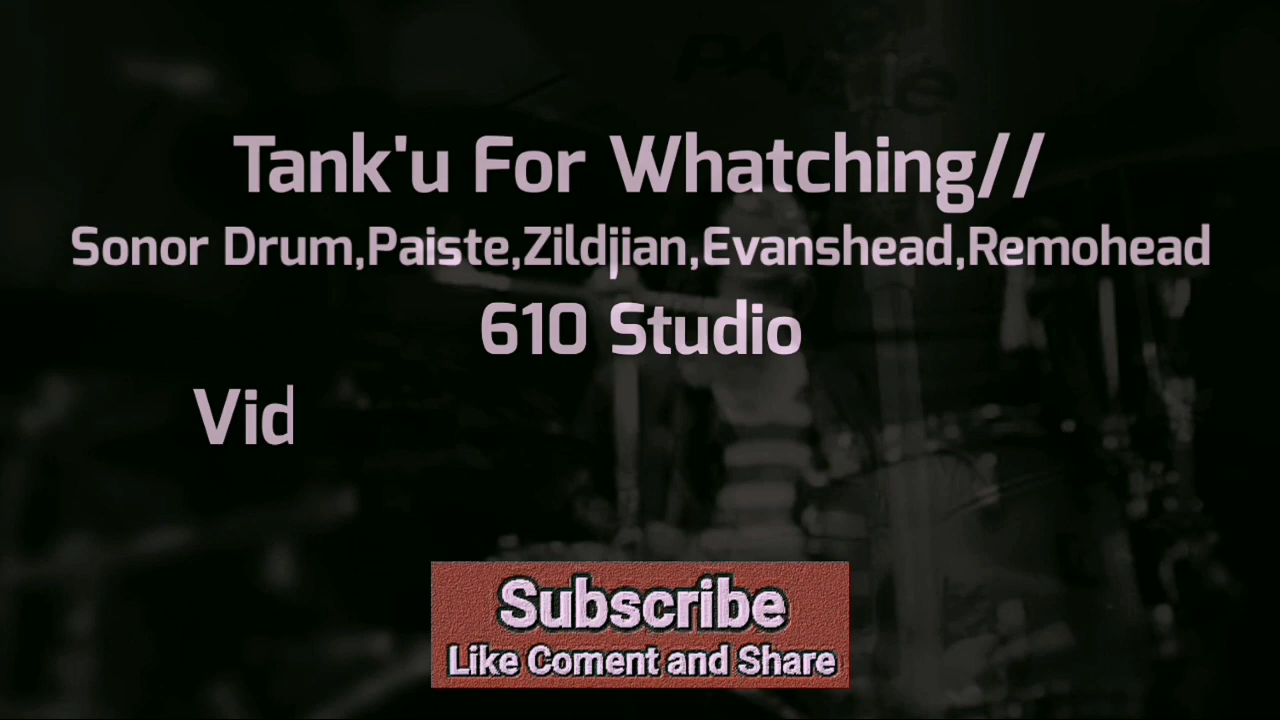 Tank'u For Whatching//
Sonor Drum,Paiste,Zildjian,Evanshead,Remohead
610 Studio
Vid
Subscribe
Like Coment and Share